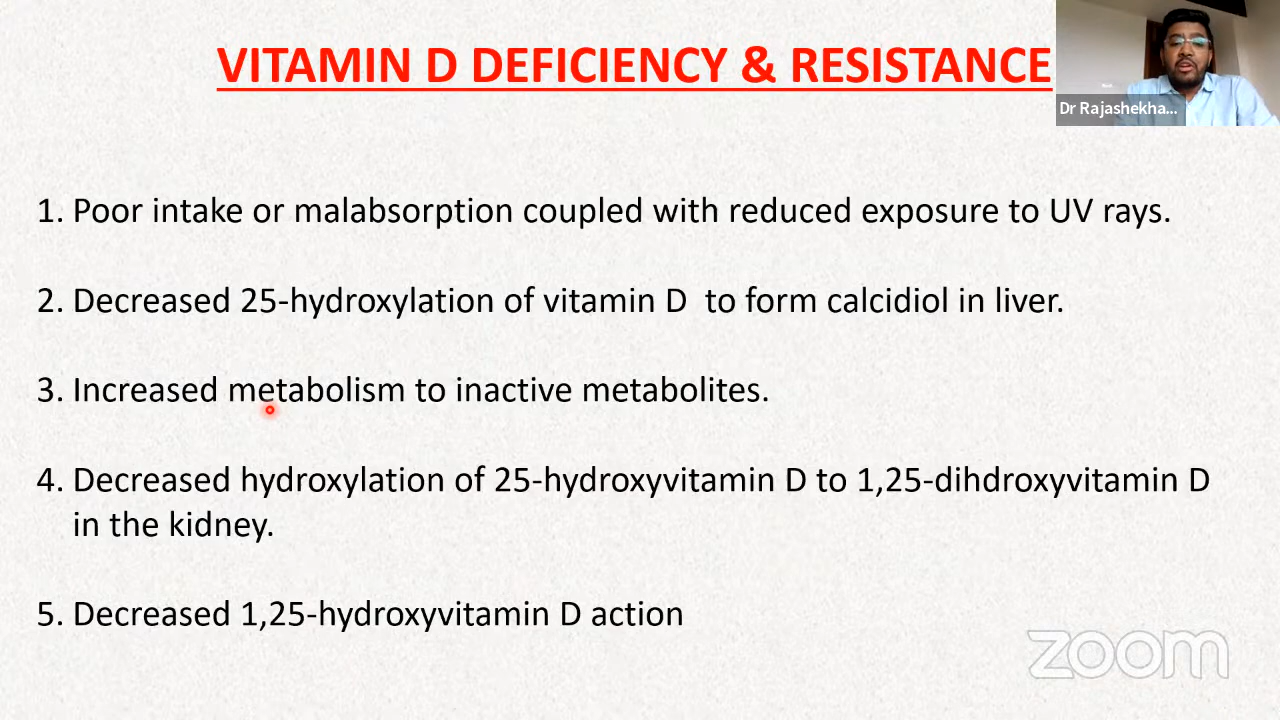 VITAMIN D DEFICIENCY & RESISTANCE
Dr Rajashekha...
1. Poor intake or malabsorption coupled with reduced exposure to UV rays.
2. Decreased 25-hydroxylation of vitamin D  to form calcidiol in liver.
3. Increased metabolism to inactive metabolites.
4. Decreased hydroxylation of 25-hydroxyvitamin D to 1,25-dihdroxyvitamin D
in the kidney.
5. Decreased 1,25-hydroxyvitamin D action
zoom